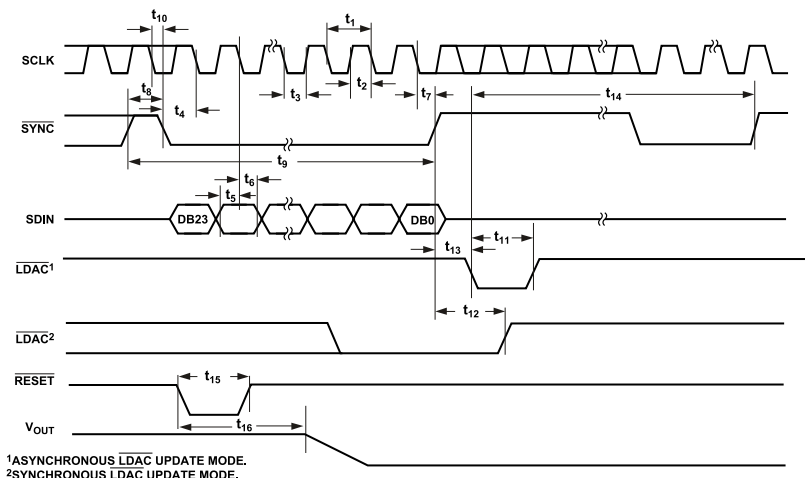 t10
t1
SCLK
t3
t2
t7
t8
t4
t14
SYNC
t9
t6
t5
SDIN
DB23
DB0
t13
t11
LDAC1
t12
LDAC2
RESET
t15
t16
VOUT
1ASYNCHRONOUS LDAC UPDATE MODE.
2SYNCHRONOUS LDAC UPDATE MODE.